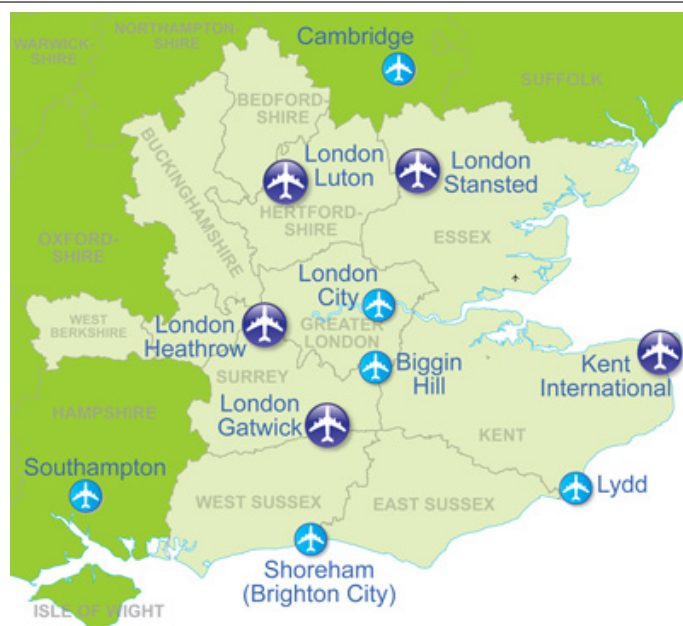 NORTHAMPTON-
SHIRE
WARWICK-
SHIRE
Cambridge
SUFFOLK
BEDFORD-
SHIRE
BUCKINGHAMSHIRE
London
Luton
London
Stansted
HERTFORD-
SHIRE
ESSEX
OXFORD-
SHIRE
London
City
WEST
BERKSHIRE
London
Heathrow
GREATER
LONDON
Biggin
Hill
Kent
International
SURREY
HAMPSHIRE
London
Gatwick
KENT
Southampton
WEST SUSSEX
EAST SUSSEX
Lydd
Shoreham
(Brighton City)
ISLE OF WIGHT